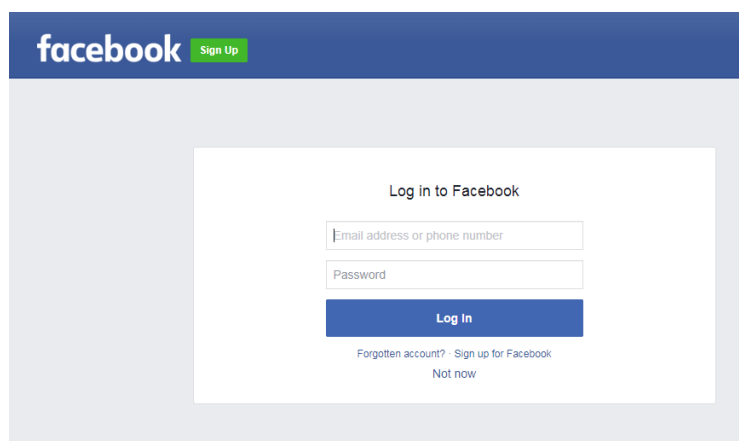 facebook Sign Up
Log in to Facebook
Email address or phone number
Password
Log In
Forgotten account? · Sign up for Facebook
Not now